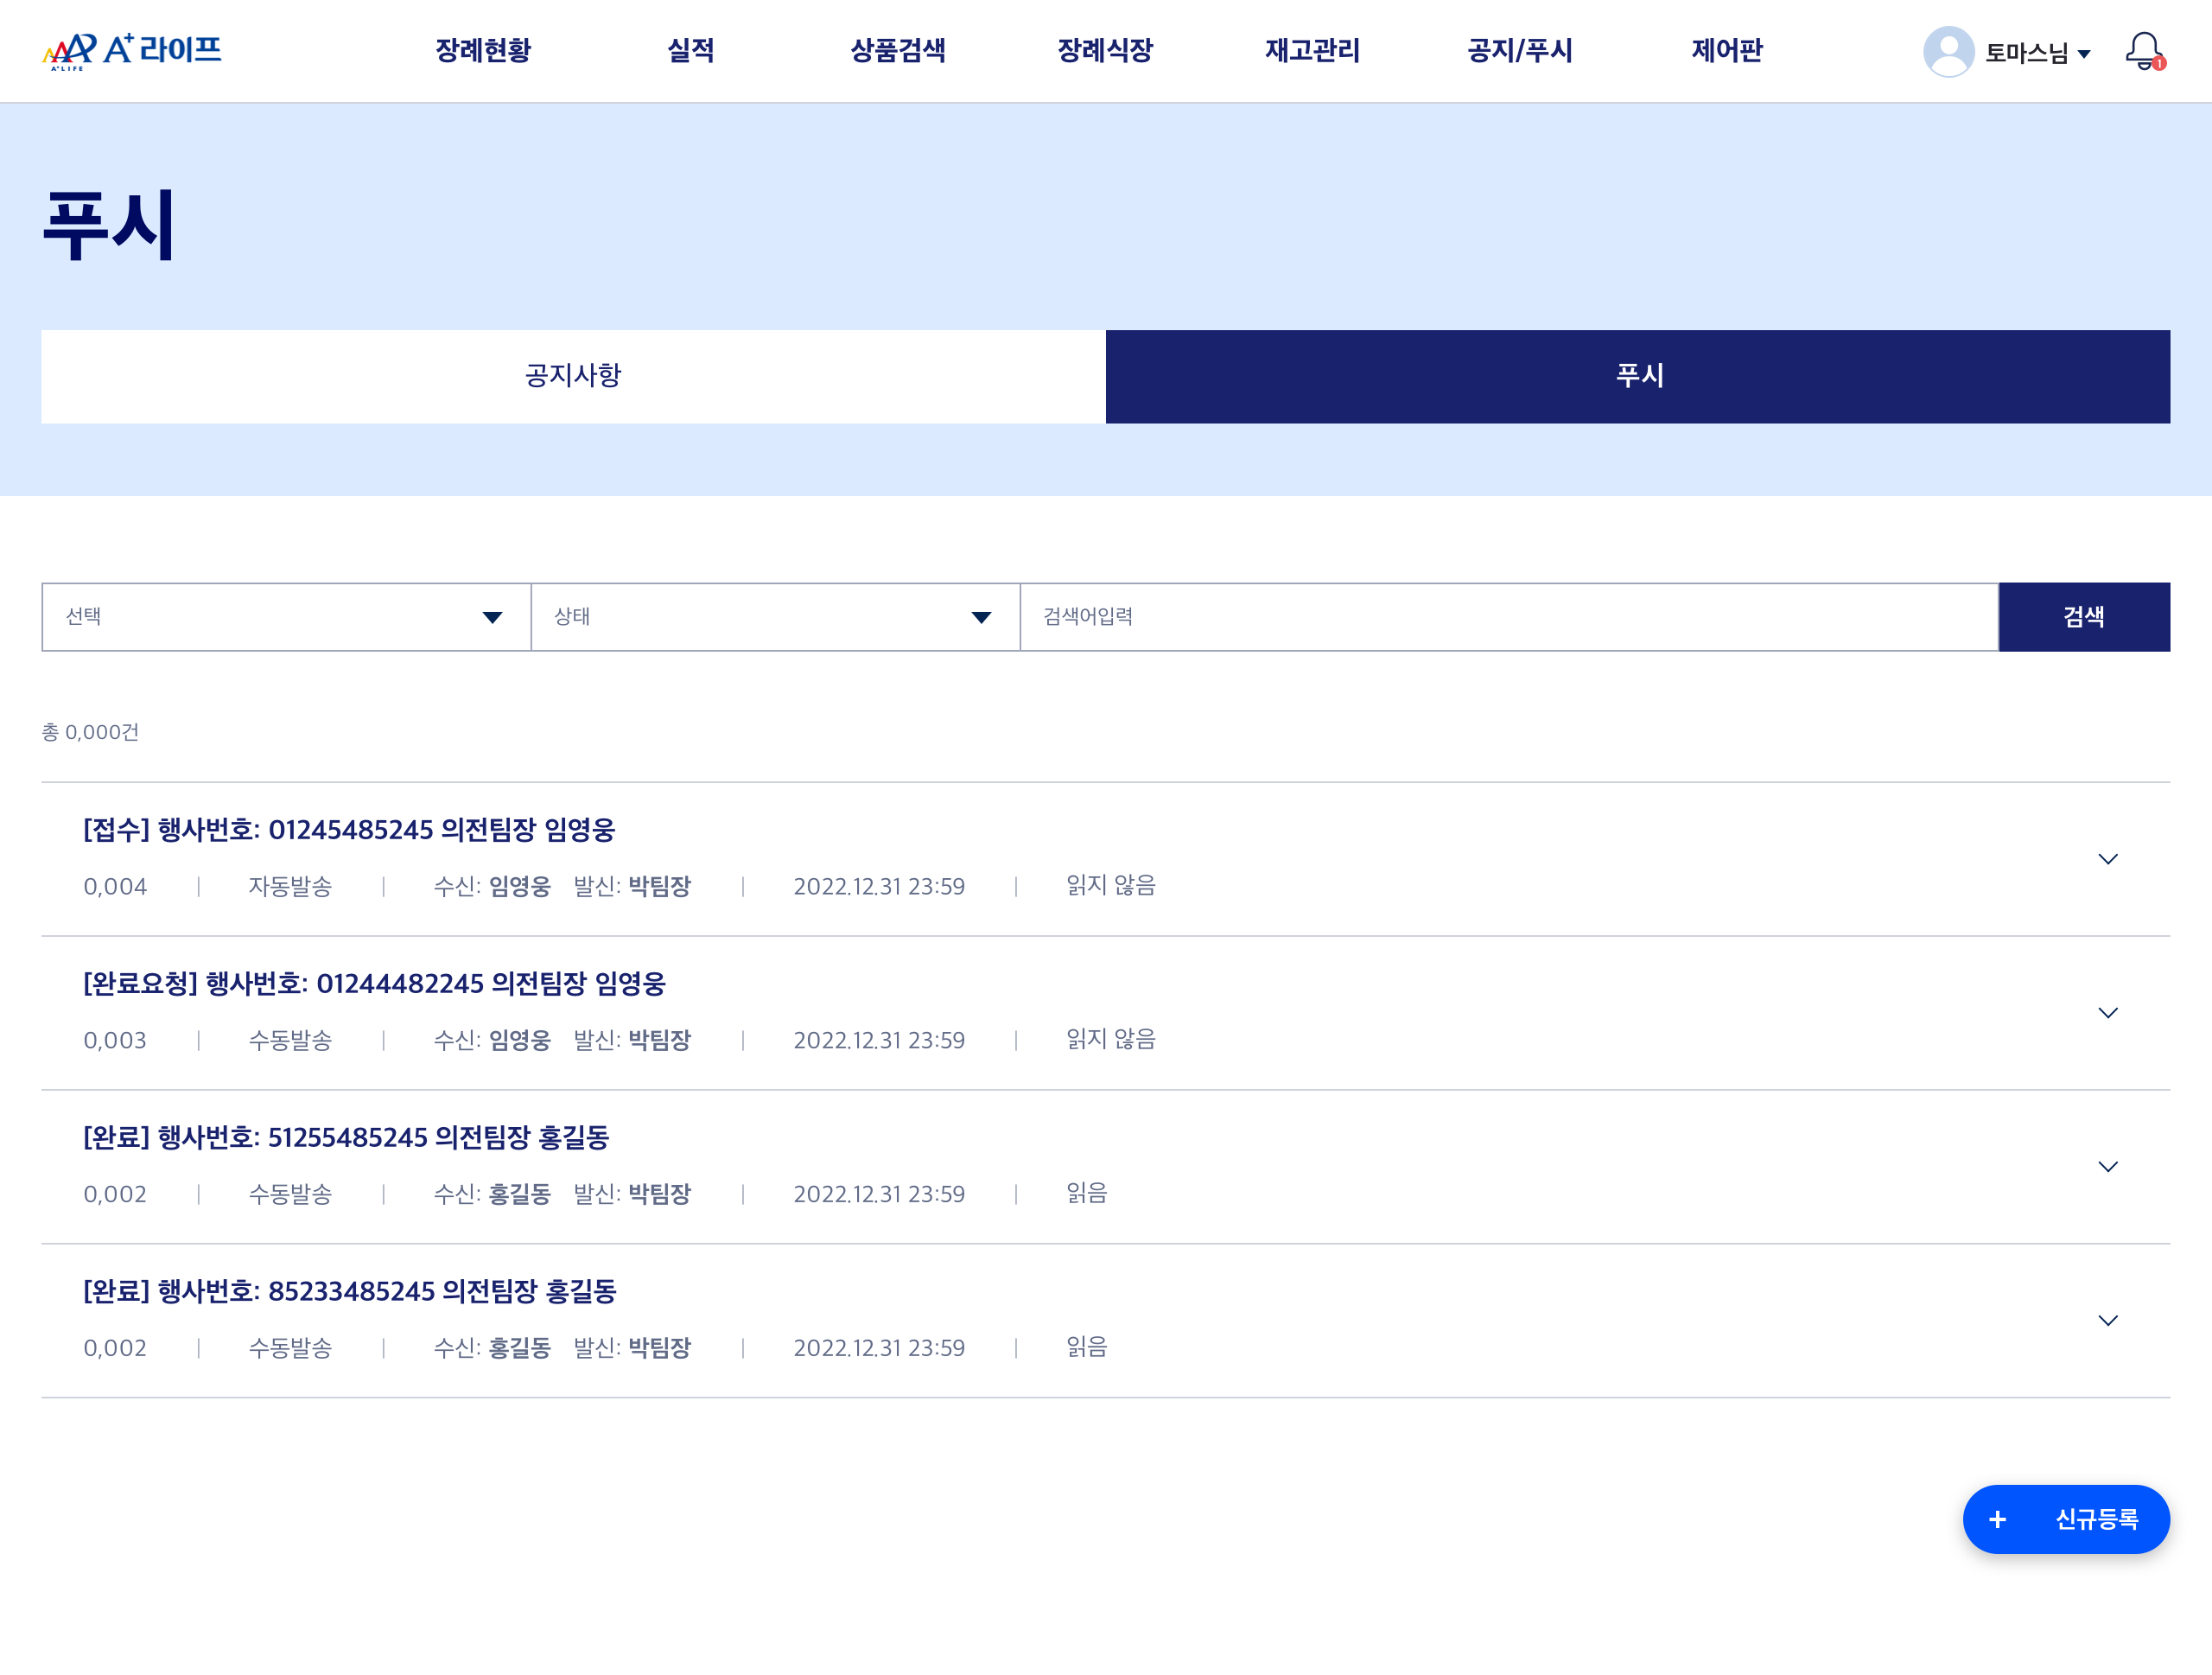 A+ LIFE A+ 라이프 장례현황 실적 상품검색 장례식장 재고관리 공지/푸시 제어판 토마스님 1
푸시
공지사항 푸시
선택 상태 검색어입력 검색
총 0,000건
[접수] 행사번호: 01245485245 의전팀장 임영웅
0,004 | 자동발송 | 수신: 임영웅 발신: 박팀장 | 2022.12.31 23:59 | 읽지 않음
[완료요청] 행사번호: 01244482245 의전팀장 임영웅
0,003 | 수동발송 | 수신: 임영웅 발신: 박팀장 | 2022.12.31 23:59 | 읽지 않음
[완료] 행사번호: 51255485245 의전팀장 홍길동
0,002 | 수동발송 | 수신: 홍길동 발신: 박팀장 | 2022.12.31 23:59 | 읽음
[완료] 행사번호: 85233485245 의전팀장 홍길동
0,002 | 수동발송 | 수신: 홍길동 발신: 박팀장 | 2022.12.31 23:59 | 읽음
+ 신규등록